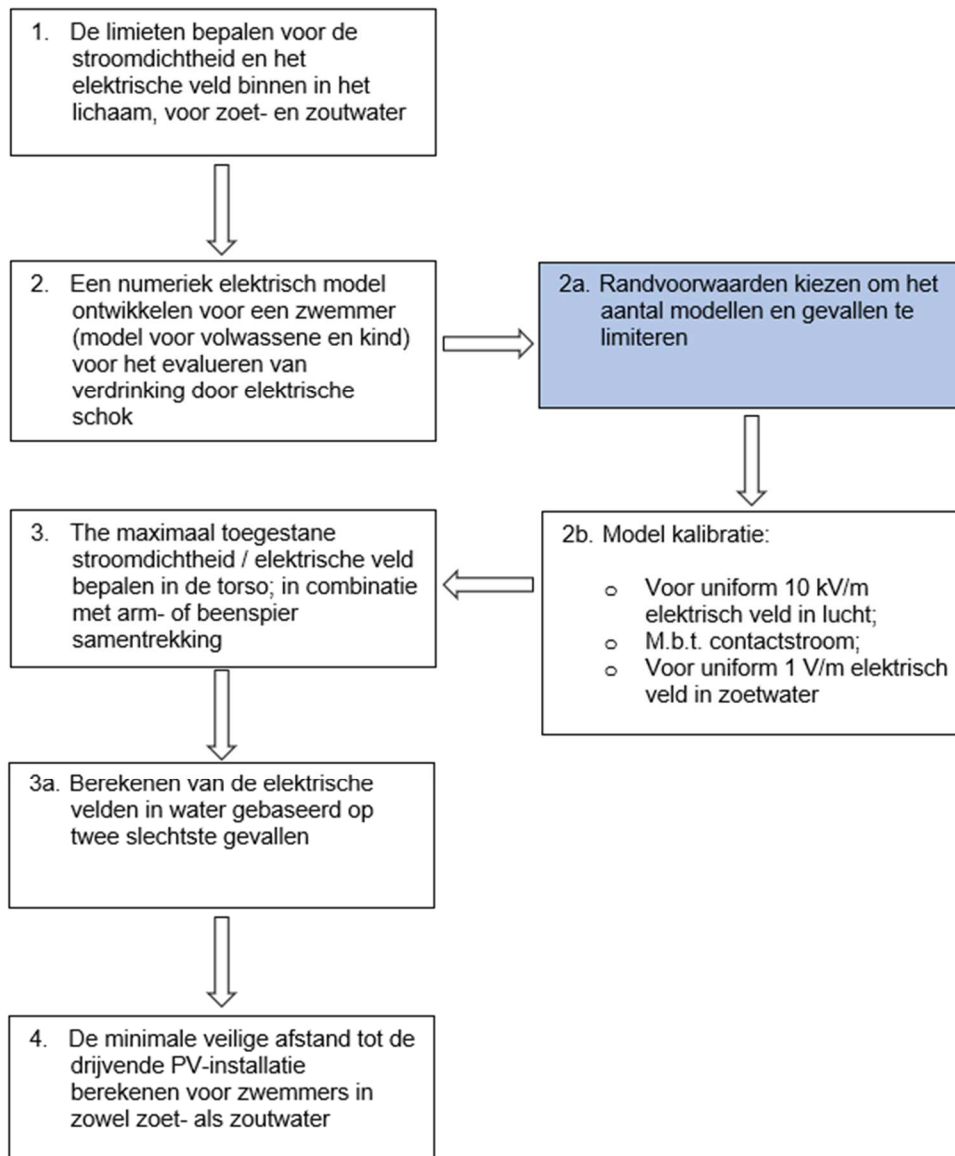 1. De limieten bepalen voor de
stroomdichtheid en het
elektrische veld binnen in het
lichaam, voor zoet- en zoutwater
2. Een numeriek elektrisch model
ontwikkelen voor een zwemmer
(model voor volwassene en kind)
voor het evalueren van
verdrinking door elektrische
schok
2a. Randvoorwaarden kiezen om het
aantal modellen en gevallen te
limiteren
2b. Model kalibratie:
o Voor uniform 10 kV/m
elektrisch veld in lucht;
o M.b.t. contactstroom;
o Voor uniform 1 V/m elektrisch
veld in zoetwater
3. The maximaal toegestane
stroomdichtheid / elektrische veld
bepalen in de torso; in combinatie
met arm- of beenspier
samentrekking
3a. Berekenen van de elektrische
velden in water gebaseerd op
twee slechtste gevallen
4. De minimale veilige afstand tot de
drijvende PV-installatie
berekenen voor zwemmers in
zowel zoet- als zoutwater